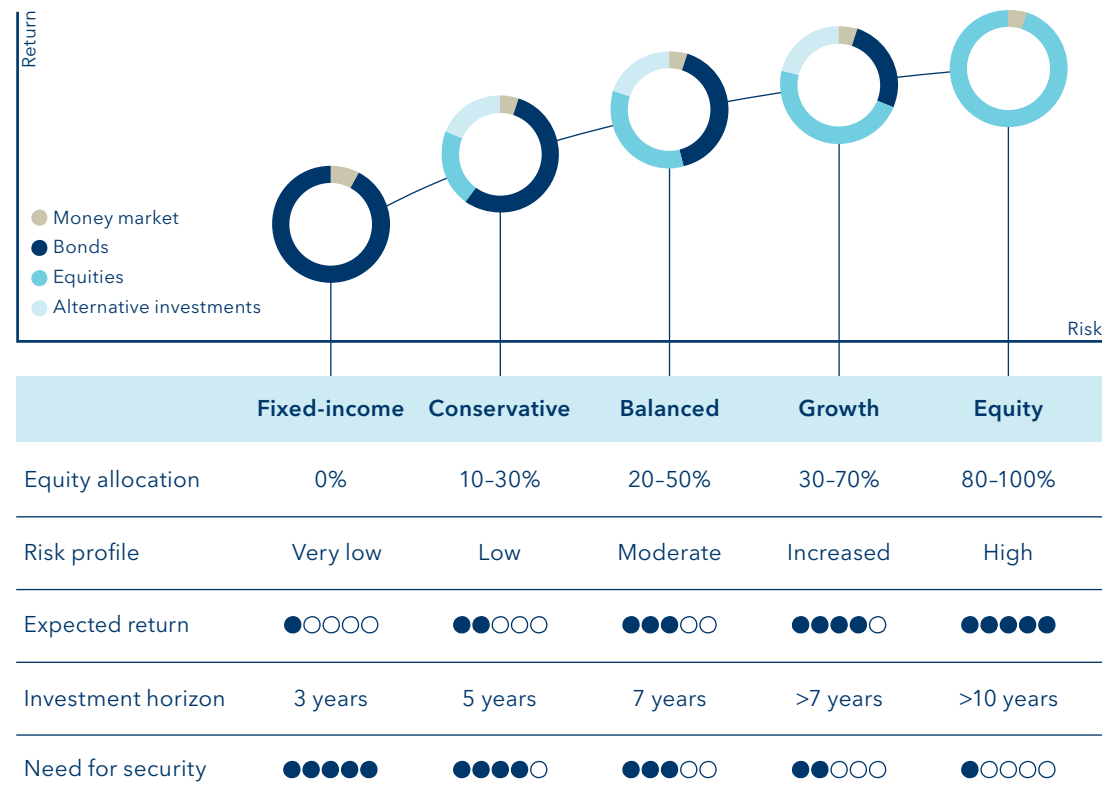 Return
Money market
Bonds
Equities
Alternative investments
Risk
Fixed-income Conservative Balanced Growth Equity
Equity allocation 0% 10–30% 20–50% 30–70% 80–100%
Risk profile Very low Low Moderate Increased High
Expected return
Investment horizon 3 years 5 years 7 years >7 years >10 years
Need for security